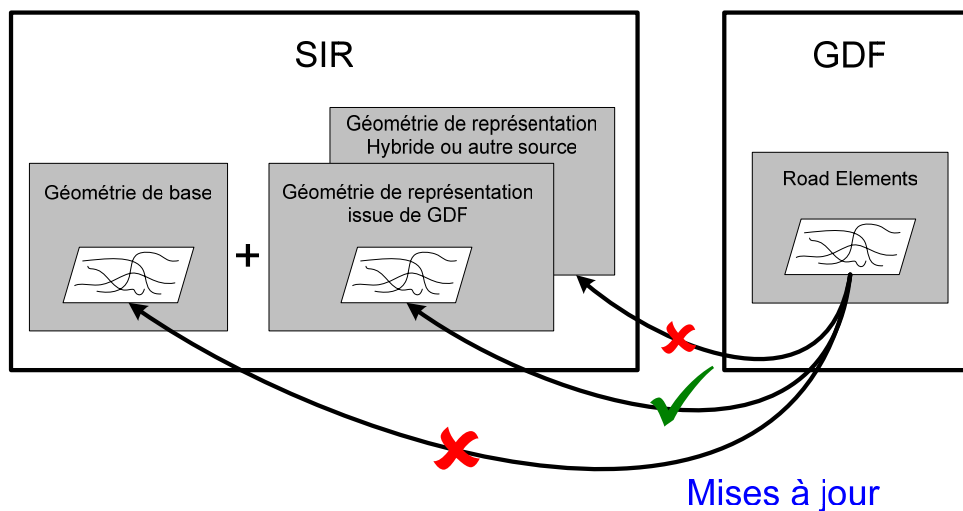 SIR
Géométrie de représentation
Hybride ou autre source
Géométrie de base
+
Géométrie de représentation
issue de GDF
GDF
Road Elements
Mises à jour